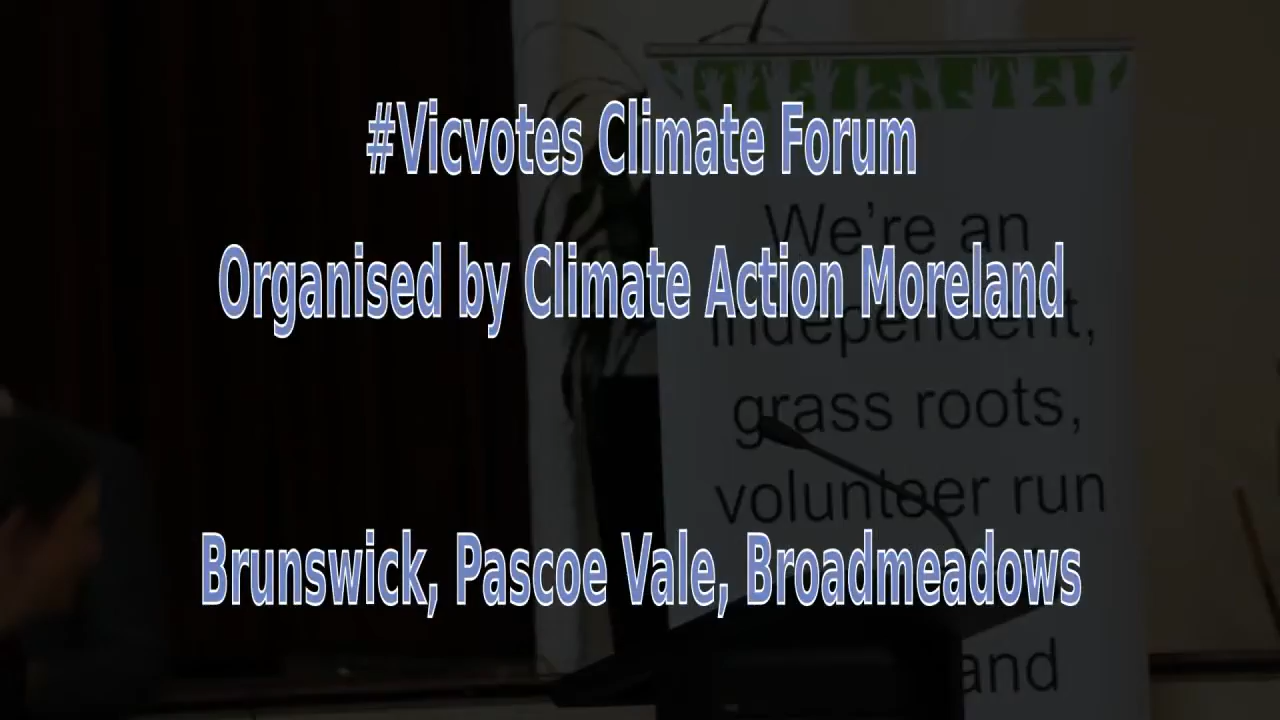 #Vicvotes Climate Forum
Organised by Climate Action Moreland
Brunswick, Pascoe Vale, Broadmeadows
We're an
independent,
grass roots,
volunteer run
and